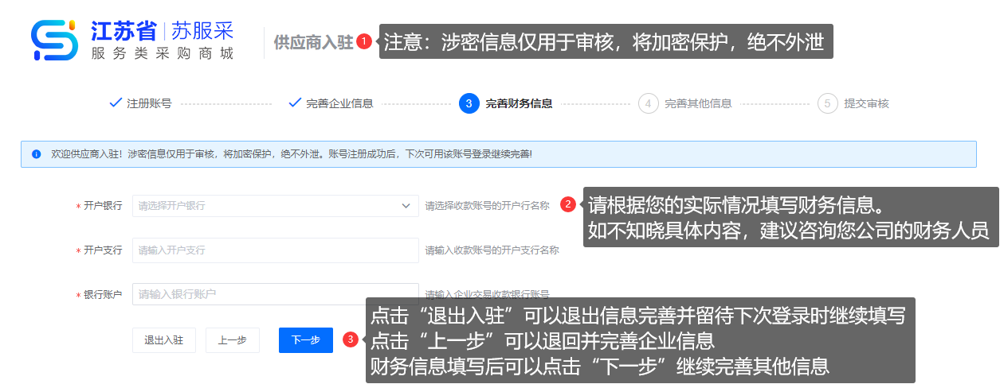 江苏省 | 苏服采
服务类采购商城
供应商入驻
1
注意：涉密信息仅用于审核，将加密保护，绝不外泄
注册账号
完善企业信息
3 完善财务信息
4 完善其他信息
5 提交审核
欢迎供应商入驻！涉密信息仅用于审核，将加密保护，绝不外泄。账号注册成功后，下次可用该账号登录继续完善!
* 开户银行 请选择开户银行 请选择收款账号的开户行名称
2
请根据您的实际情况填写财务信息。
如不知晓具体内容，建议咨询您公司的财务人员
* 开户支行 请输入开户支行 请输入收款账号的开户支行名称
* 银行账户 请输入银行账户 请输入企业交易收款银行账号
退出入驻 上一步 下一步
3
点击“退出入驻”可以退出信息完善并留待下次登录时继续填写
点击“上一步”可以退回并完善企业信息
财务信息填写后可以点击“下一步”继续完善其他信息